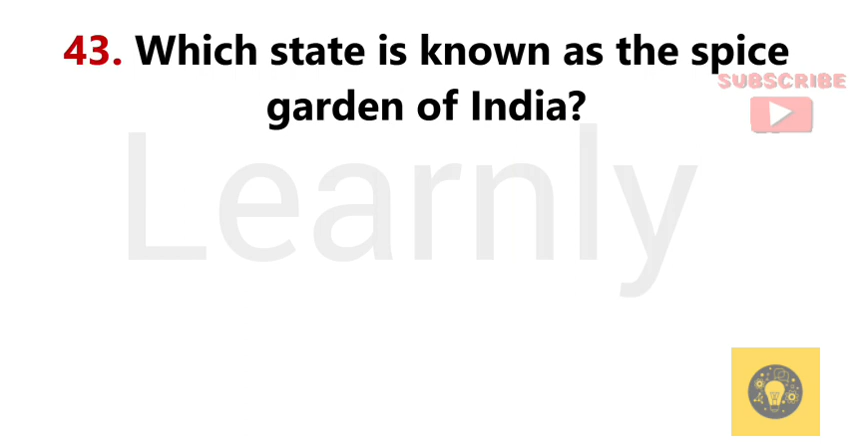 43. Which state is known as the spice
SUBSCRIBE
garden of India?
Learnly